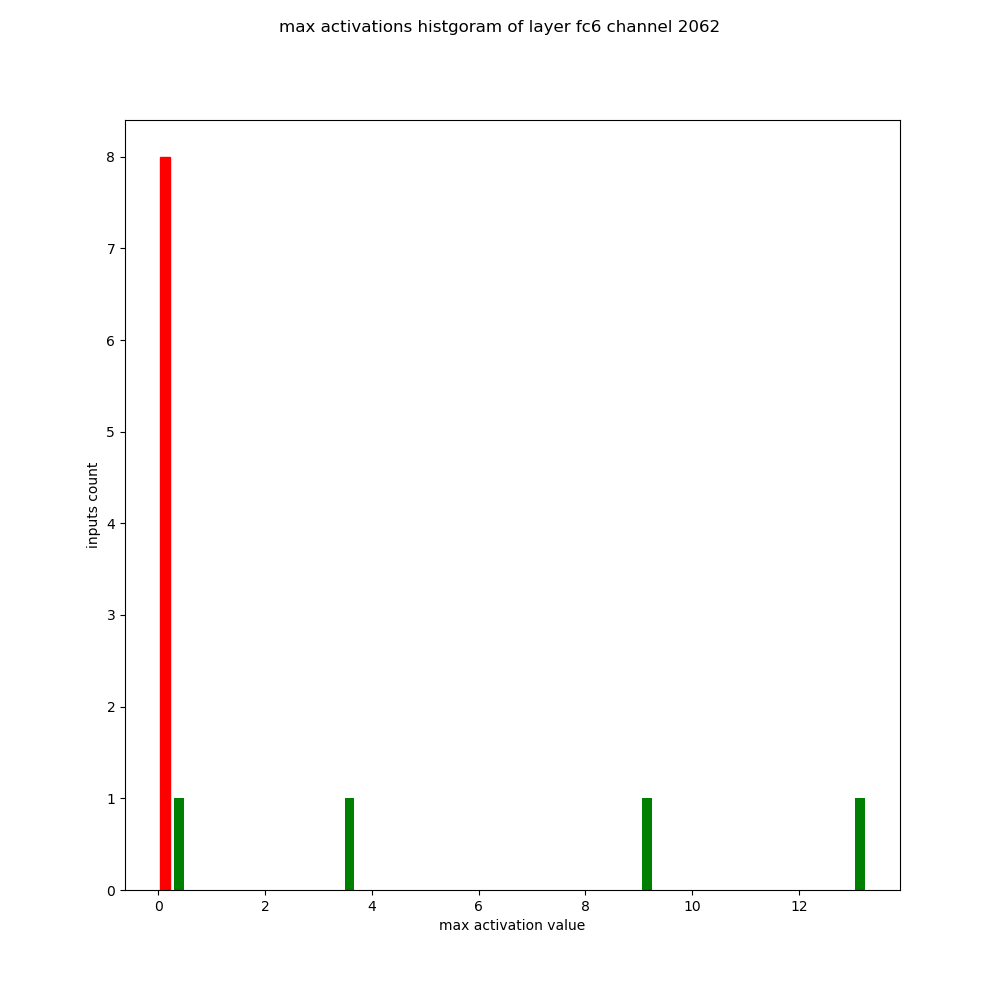 max activations histgoram of layer fc6 channel 2062
8
7
6
5
4
3
2
1
0
inputs count
0 2 4 6 8 10 12
max activation value